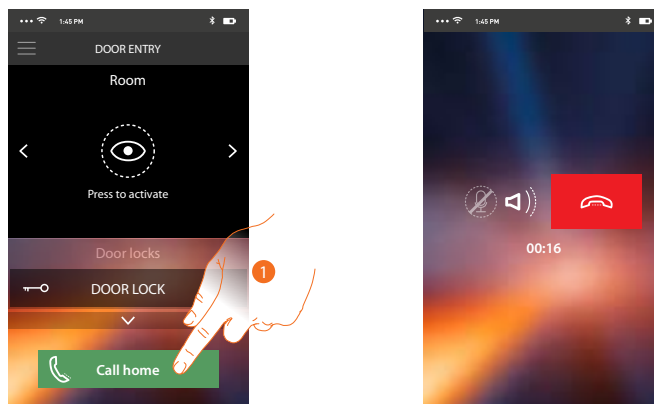 1:45 PM
DOOR ENTRY
Room
Press to activate
Door locks
DOOR LOCK
1
Call home
1:45 PM
00:16